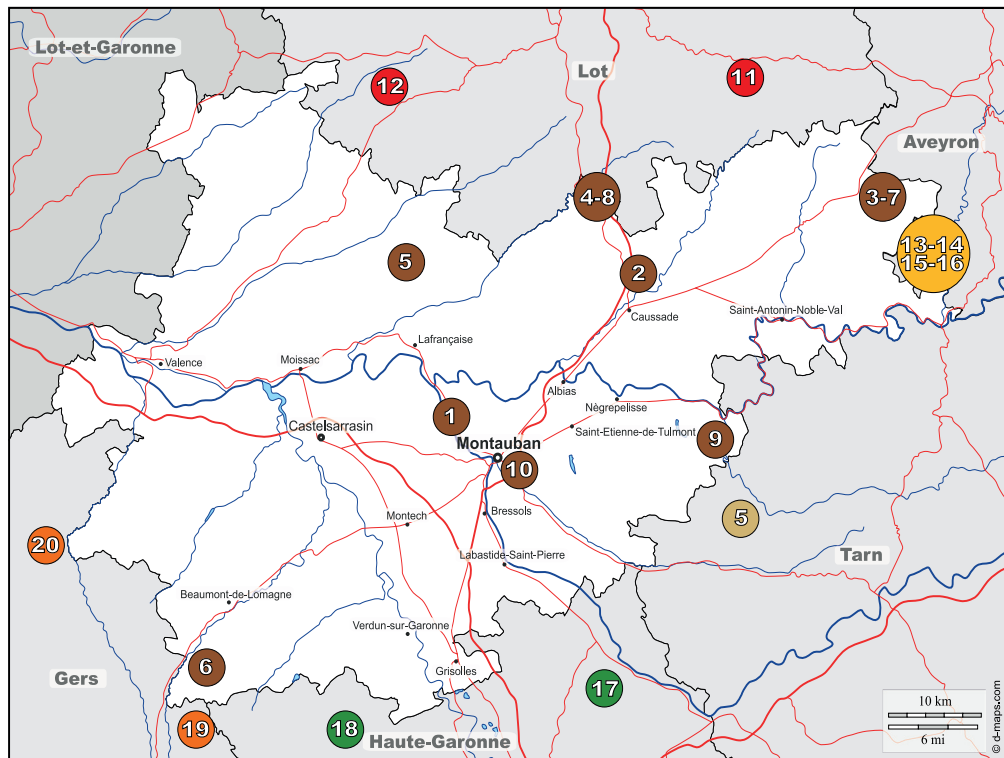 Lot-et-Garonne
12
Lot
11
Aveyron
4-8
3-7
13-14
15-16
5
2
Caussade
Saint-Antonin-Noble-Val
Lafrançaise
Valence
Moissac
Albias
Nègrepelisse
1
Castelsarrasin
Saint-Etienne-de-Tulmont
9
Montauban
10
Bressols
5
Montech
20
Labastide-Saint-Pierre
Tarn
Beaumont-de-Lomagne
Verdun-sur-Garonne
6
Grisolles
Gers
17
10 km
6 mi
19
18
Haute-Garonne
© d-maps.com